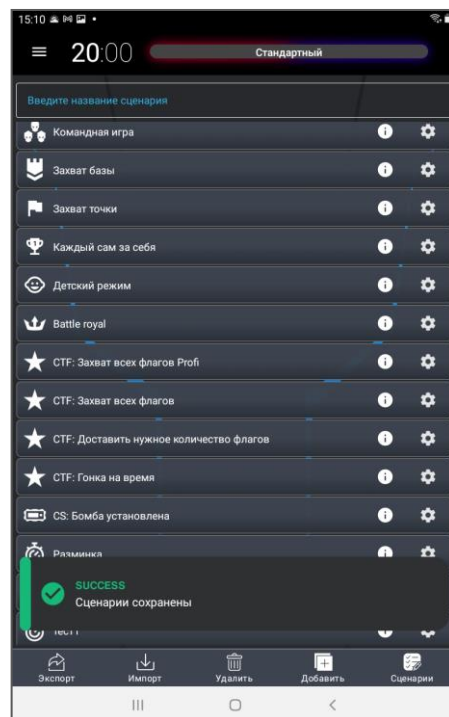 15:10
20:00
Стандартный
Введите название сценария
Командная игра
Захват базы
Захват точки
Каждый сам за себя
Детский режим
Battle royal
CTF: Захват всех флагов Profi
CTF: Захват всех флагов
CTF: Доставить нужное количество флагов
CTF: Гонка на время
CS: Бомба установлена
Разминка
SUCCESS
Сценарии сохранены
Экспорт
Импорт
Удалить
Добавить
Сценарии